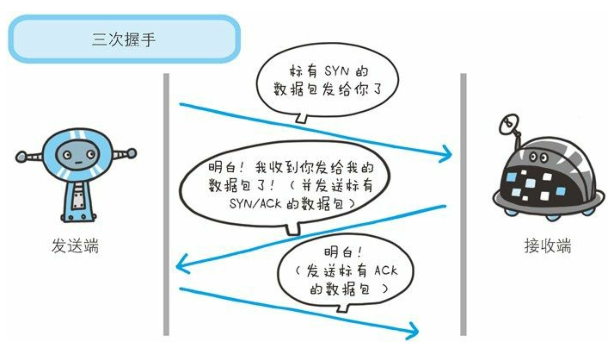 三次握手
标有 SYN 的
数据包发给你了
明白！我收到你发给我的
数据包了！（并发送标有
SYN/ACK 的数据包）
明白！
（发送标有 ACK
的数据包 ）
发送端
接收端